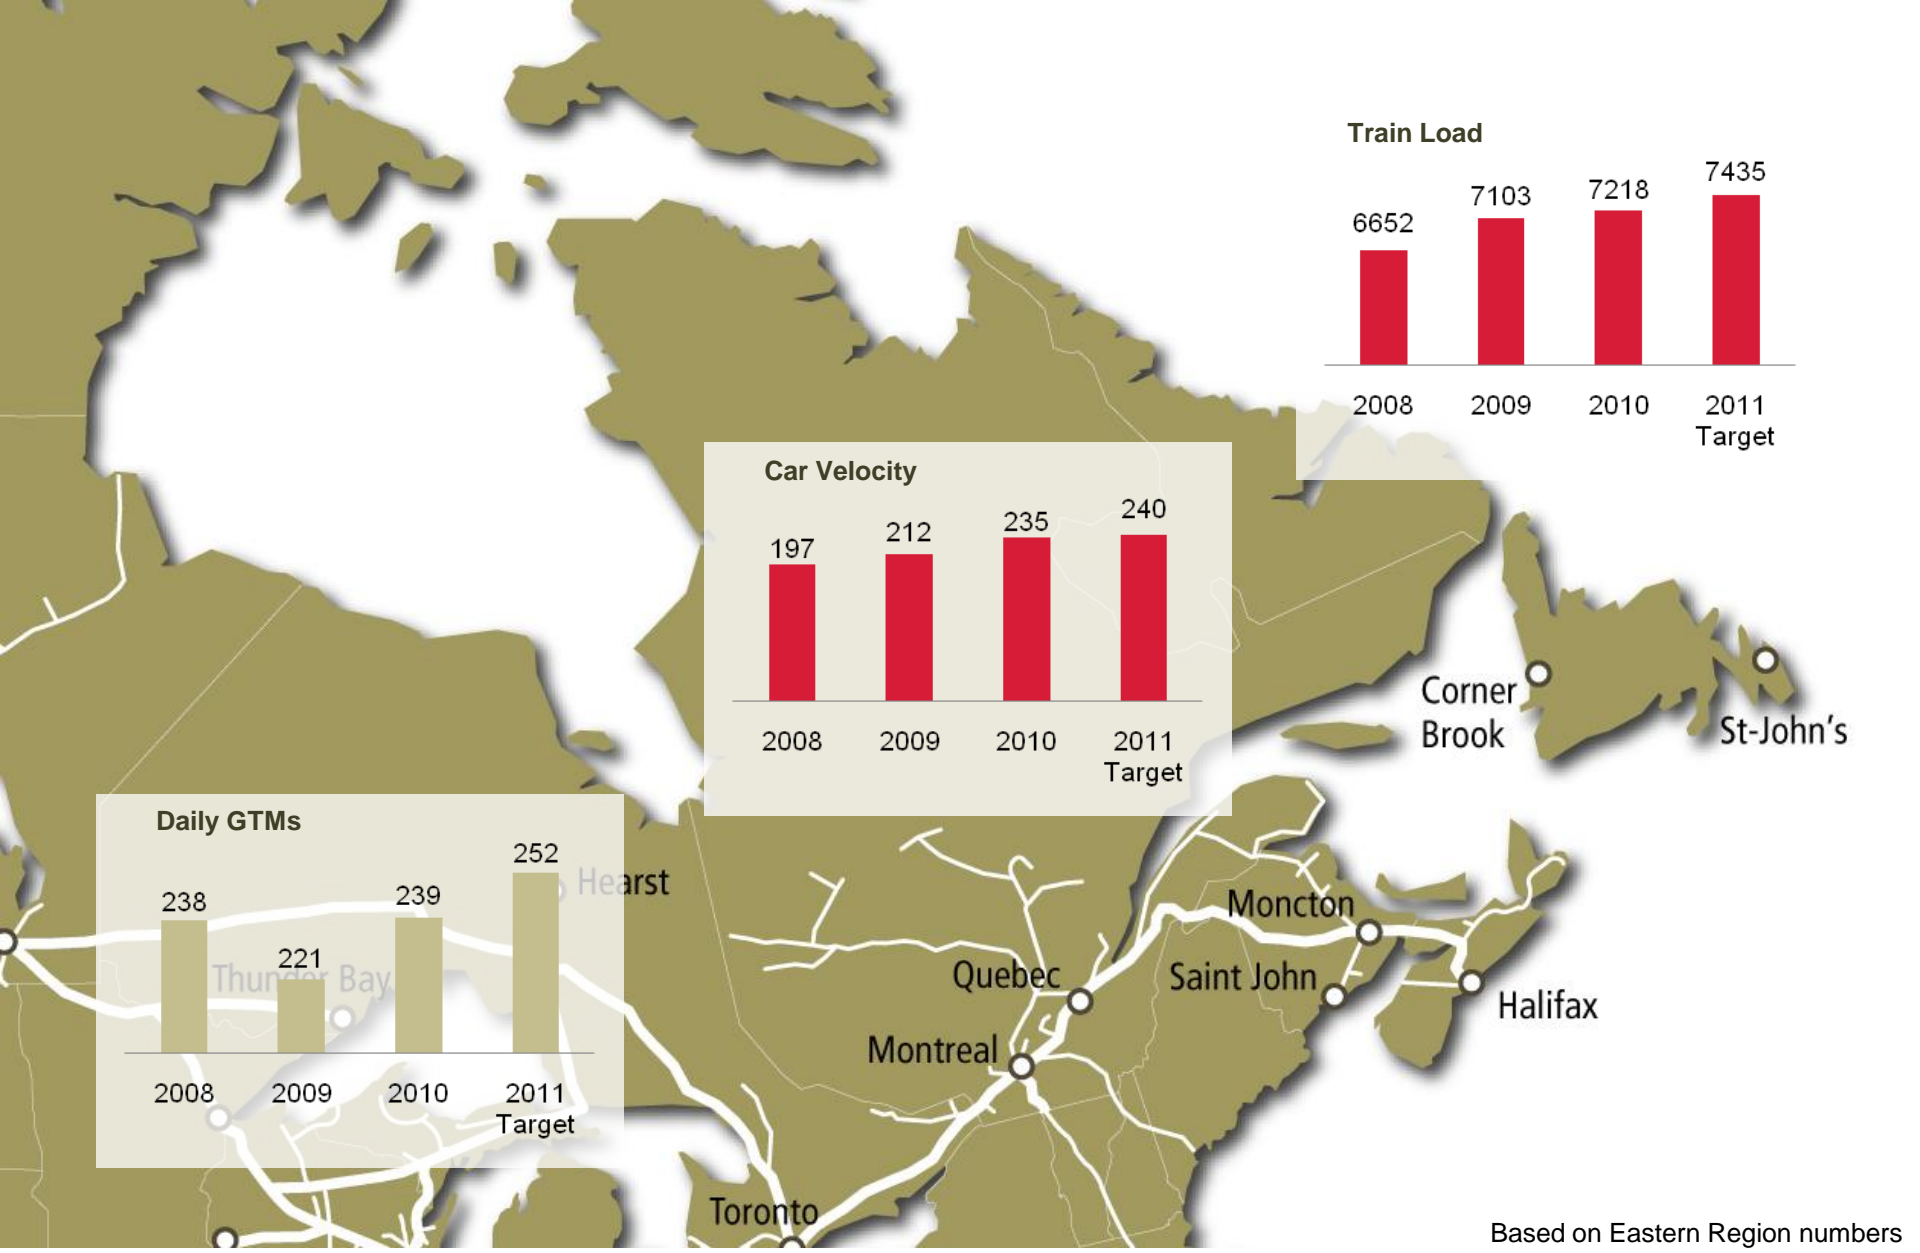 Train Load
6652 7103 7218 7435
2008 2009 2010 2011
Target
Car Velocity
197 212 235 240
2008 2009 2010 2011
Target
Daily GTMs
238 221 239 252
2008 2009 2010 2011
Target
Hearst
Thunder Bay
Corner
Brook
St-John's
Moncton
Quebec
Saint John
Halifax
Montreal
Toronto
Based on Eastern Region numbers